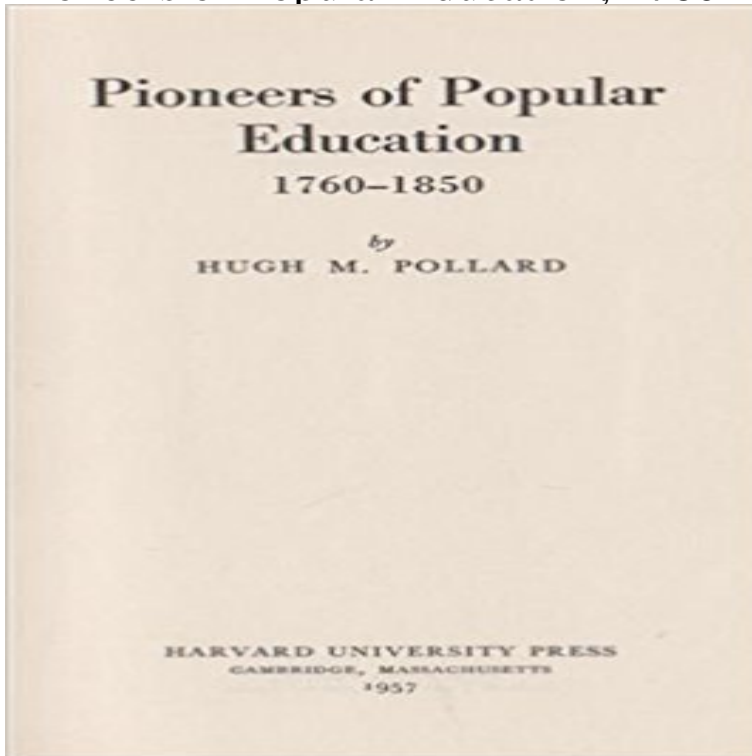 Pioneers of Popular
Education
1760–1850
by
HUGH M. POLLARD
HARVARD UNIVERSITY PRESS
CAMBRIDGE, MASSACHUSETTS
1957